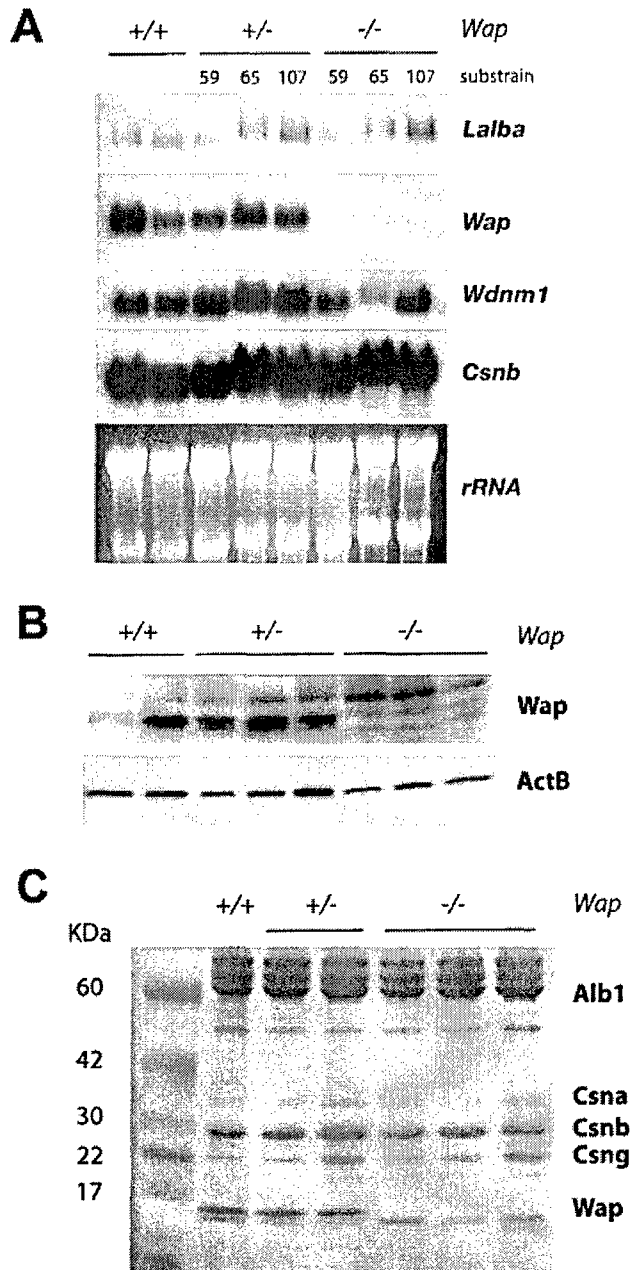 A
+/+ +/- -/- Wap
59 65 107 59 65 107 substrain
Lalba
Wap
Wdnm1
Csnb
rRNA
B
+/+ +/- -/- Wap
Wap
ActB
C
+/+ +/- -/- Wap
KDa
60 Alb1
42
Csna
30 Csnb
22 Csng
17
Wap